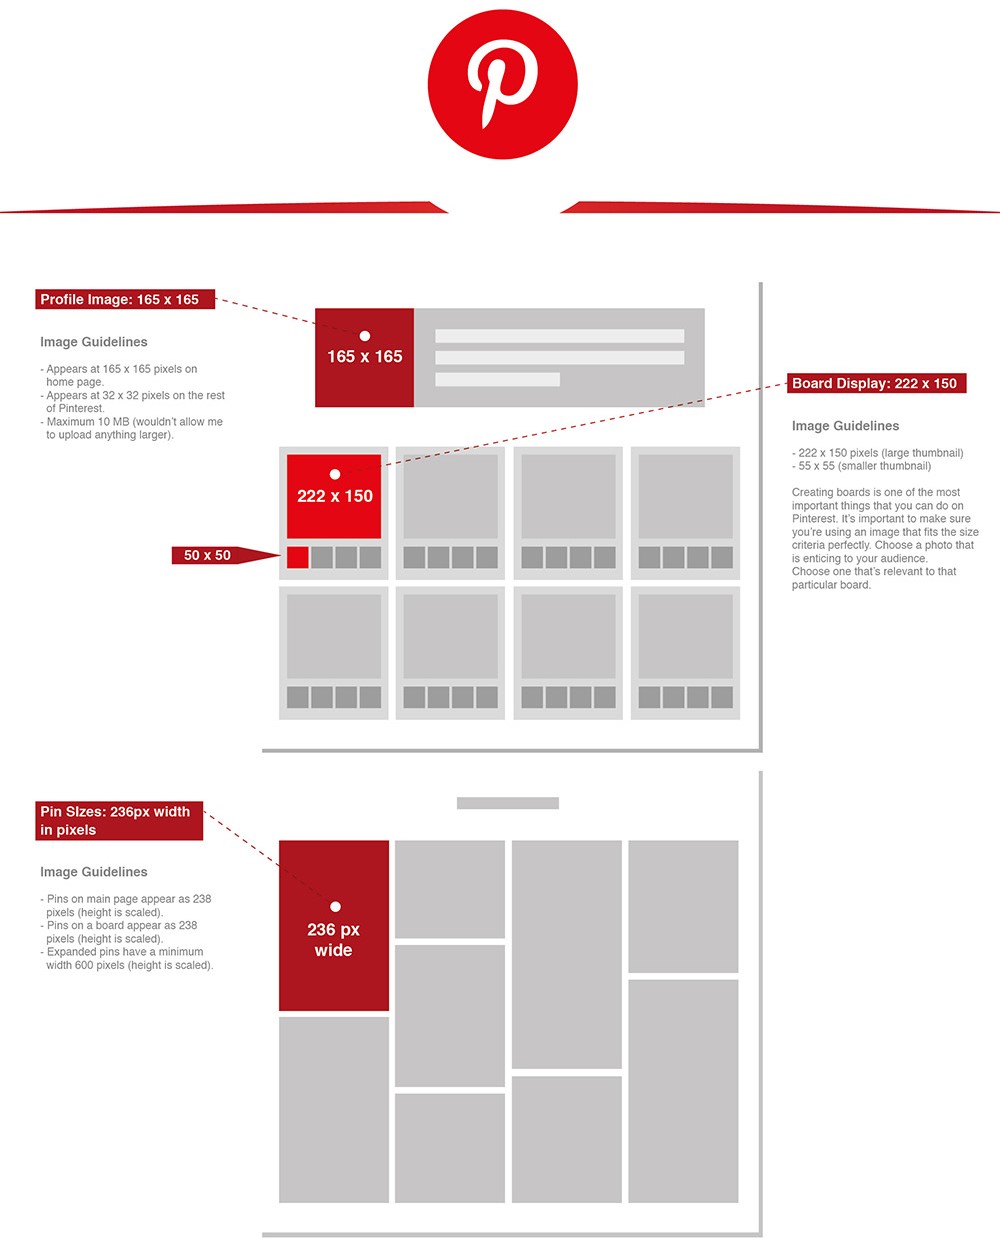 Profile Image: 165 x 165
Image Guidelines
- Appears at 165 x 165 pixels on
home page.
- Appears at 32 x 32 pixels on the rest
of Pinterest.
- Maximum 10 MB (wouldn't allow me
to upload anything larger).
165 x 165
Board Display: 222 x 150
Image Guidelines
- 222 x 150 pixels (large thumbnail)
- 55 x 55 (smaller thumbnail)
Creating boards is one of the most
important things that you can do on
Pinterest. It's important to make sure
you're using an image that fits the size
criteria perfectly. Choose a photo that
is enticing to your audience.
Choose one that's relevant to that
particular board.
222 x 150
50 x 50
Pin SIzes: 236px width
in pixels
Image Guidelines
- Pins on main page appear as 238
pixels (height is scaled).
- Pins on a board appear as 238
pixels (height is scaled).
- Expanded pins have a minimum
width 600 pixels (height is scaled).
236 px
wide